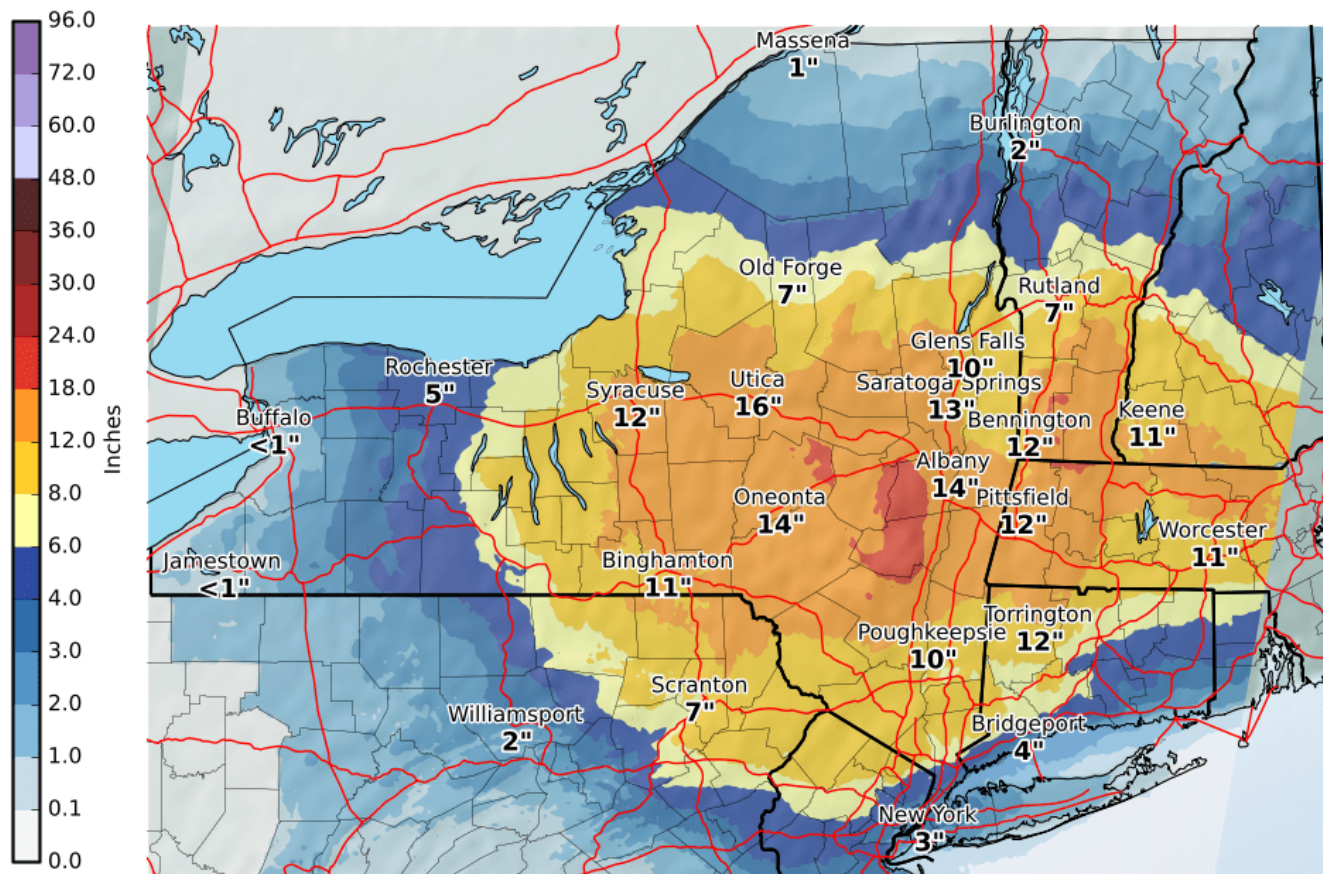 96.0
72.0
60.0
48.0
36.0
30.0
24.0
18.0
12.0
8.0
6.0
4.0
3.0
2.0
1.0
0.1
0.0
Inches
Massena
1"
Burlington
2"
Old Forge
7"
Rutland
7"
Glens Falls
10"
Rochester
5"
Syracuse
12"
Utica
16"
Saratoga Springs
13"
Buffalo
<1"
Bennington
12"
Keene
11"
Albany
14"
Oneonta
14"
Pittsfield
12"
Worcester
11"
Jamestown
<1"
Binghamton
11"
Torrington
12"
Poughkeepsie
10"
Scranton
7"
Williamsport
2"
Bridgeport
4"
New York
3"